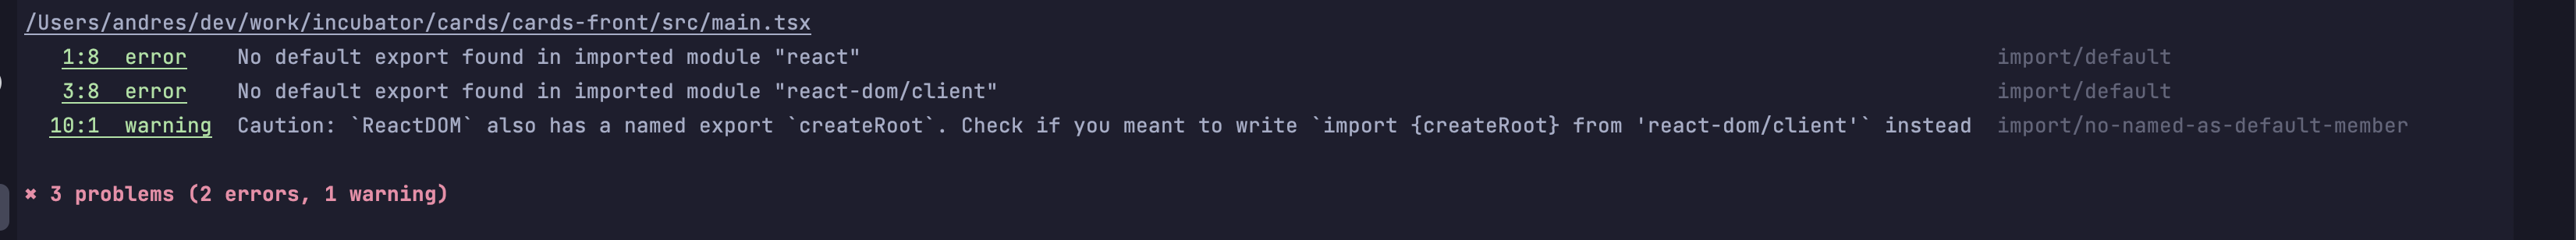 /Users/andres/dev/work/incubator/cards/cards-front/src/main.tsx
1:8 error No default export found in imported module "react" import/default
3:8 error No default export found in imported module "react-dom/client" import/default
10:1 warning Caution: `ReactDOM` also has a named export `createRoot`. Check if you meant to write `import {createRoot} from 'react-dom/client'` instead import/no-named-as-default-member
✖ 3 problems (2 errors, 1 warning)